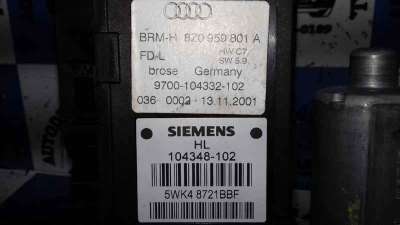 BRM-H 8Z0 959 801 A
FD-L HW C7
SW 5.9
brose Germany
9700-104332-102
036 0002 13.11.2001
SIEMENS
HL
104348-102
5WK4 8721BBF